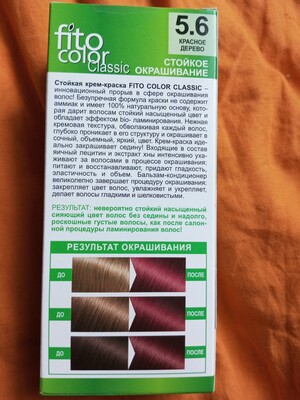 fito
color
Classic
5.6
КРАСНОЕ
ДЕРЕВО
СТОЙКОЕ
ОКРАШИВАНИЕ
Стойкая крем-краска FITO COLOR CLASSIC –
инновационный прорыв в сфере окрашивания
волос! Безупречная формула краски не содержит
аммиак и имеет 100% натуральную основу, кото-
рая дарит волосам стойкий насыщенный цвет и
обладает эффектом био- ламинирования. Нежная
кремовая текстура, обволакивая каждый волос,
глубоко проникает в его структуру и окрашивает в
сочный, объемный, яркий, цвет. Крем-краска иде-
ально закрашивает седину! Входящие в состав
яичный лецитин и экстракт хны интенсивно ухажи-
вают за волосами в процессе окрашивания:
питают и восстанавливают, придают гладкость,
эластичность и объем. Бальзам-кондиционер
великолепно завершает процедуру окрашивания:
закрепляет цвет волос, увлажняет и укрепляет,
делает волосы гладкими и шелковистыми.
РЕЗУЛЬТАТ: невероятно стойкий насыщенный
сияющий цвет волос без седины и надолго,
роскошные густые волосы, как после салон-
ной процедуры ламинирования волос!
РЕЗУЛЬТАТ ОКРАШИВАНИЯ
ДО ПОСЛЕ
ДО ПОСЛЕ
ДО ПОСЛЕ